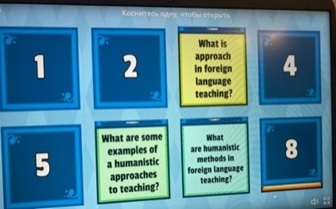 Коснитесь одну, чтобы открыть
1
2
What is
approach
in foreign
language
teaching?
4
5
What are some
examples of
a humanistic
approaches
to teaching?
What
are humanistic
methods in
foreign language
teaching?
8